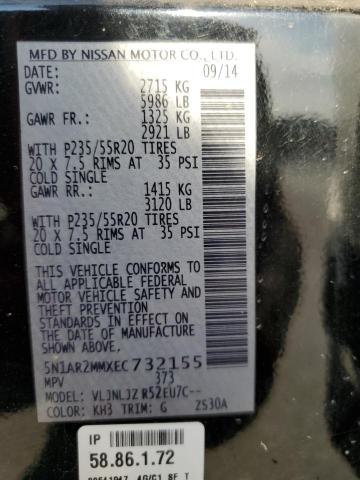 MFD BY NISSAN MOTOR CO., LTD.
DATE: 09/14
GVWR: 2715 KG
5986 LB
GAWR FR.: 1325 KG
2921 LB
WITH P235/55R20 TIRES
20 X 7.5 RIMS AT 35 PSI
COLD SINGLE
GAWR RR.: 1415 KG
3120 LB
WITH P235/55R20 TIRES
20 X 7.5 RIMS AT 35 PSI
COLD SINGLE
THIS VEHICLE CONFORMS TO
ALL APPLICABLE FEDERAL
MOTOR VEHICLE SAFETY AND
THEFT PREVENTION
STANDARDS IN EFFECT ON
THE DATE OF MANUFACTURE
SHOWN ABOVE.
5N1AR2MMXEC732155
MPV 373
MODEL: VLJNLJZ R52EU7C--
COLOR: KH3 TRIM: G ZS30A
IP
58.86.1.72